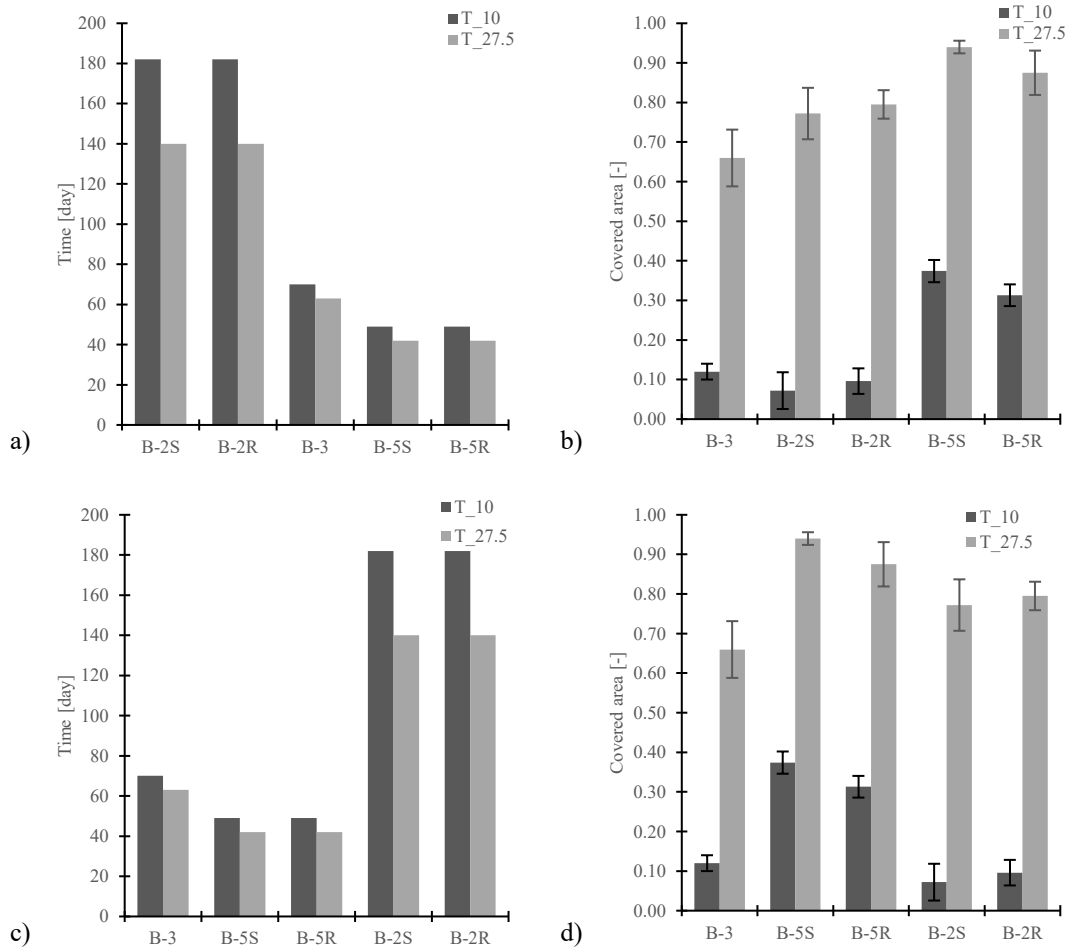 T_10
T_27.5
Time [day]
200
180
160
140
120
100
80
60
40
20
0
B-2S B-2R B-3 B-5S B-5R
a)
T_10
T_27.5
Covered area [-]
1.00
0.90
0.80
0.70
0.60
0.50
0.40
0.30
0.20
0.10
0.00
B-3 B-2S B-2R B-5S B-5R
b)
T_10
T_27.5
Time [day]
200
180
160
140
120
100
80
60
40
20
0
B-3 B-5S B-5R B-2S B-2R
c)
T_10
T_27.5
Covered area [-]
1.00
0.90
0.80
0.70
0.60
0.50
0.40
0.30
0.20
0.10
0.00
B-3 B-5S B-5R B-2S B-2R
d)